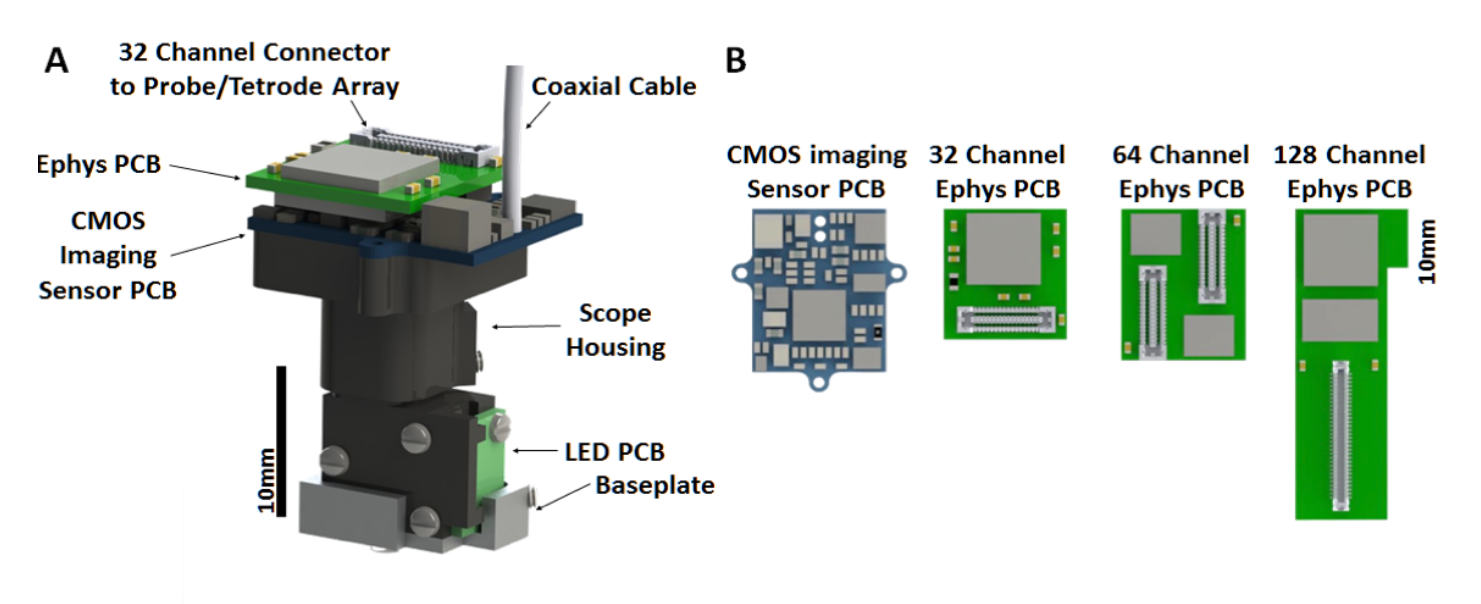 A
32 Channel Connector
to Probe/Tetrode Array
Coaxial Cable
Ephys PCB
CMOS
Imaging
Sensor PCB
Scope
Housing
10mm
LED PCB
Baseplate
B
CMOS imaging
Sensor PCB
32 Channel
Ephys PCB
64 Channel
Ephys PCB
128 Channel
Ephys PCB
10mm